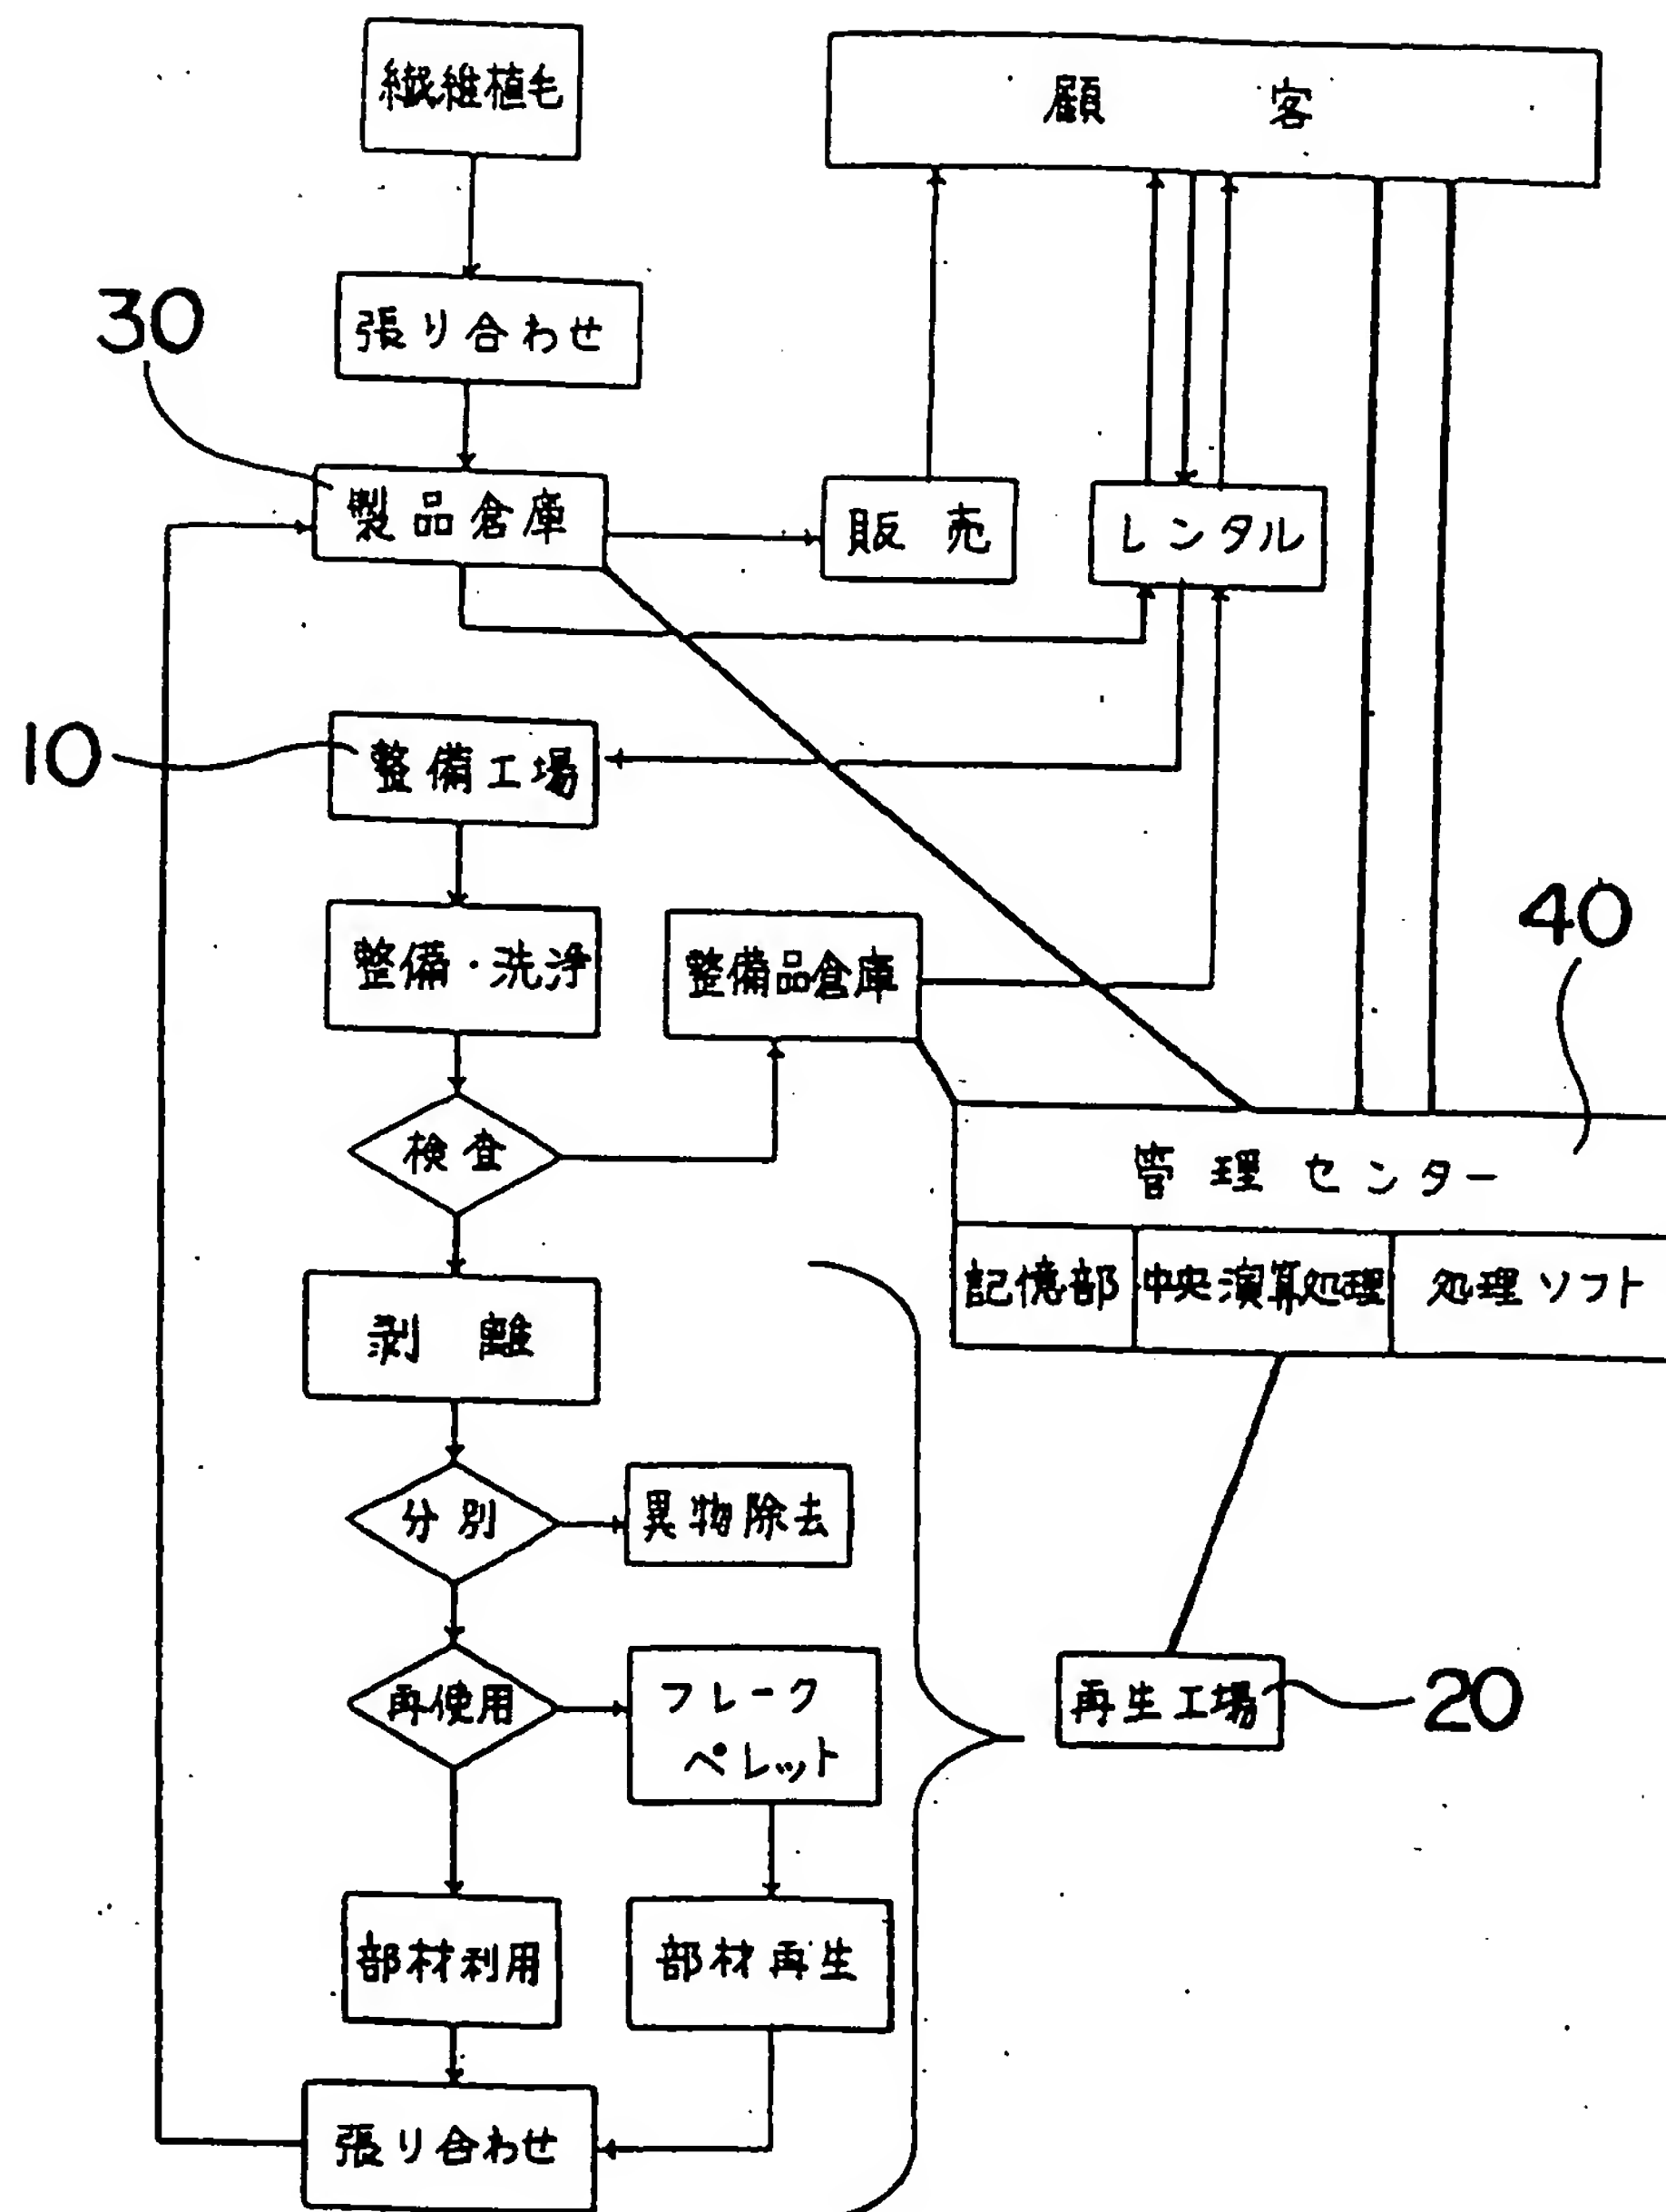 繊維植毛
顧客
張り合わせ
30
製品倉庫
販売
レンタル
10
整備工場
整備・洗浄
整備品倉庫
40
検査
管理センター
記憶部
中央演算処理
処理ソフト
剥離
分別
異物除去
再使用
フレーク
ペレット
再生工場
20
部材利用
部材再生
張り合わせ